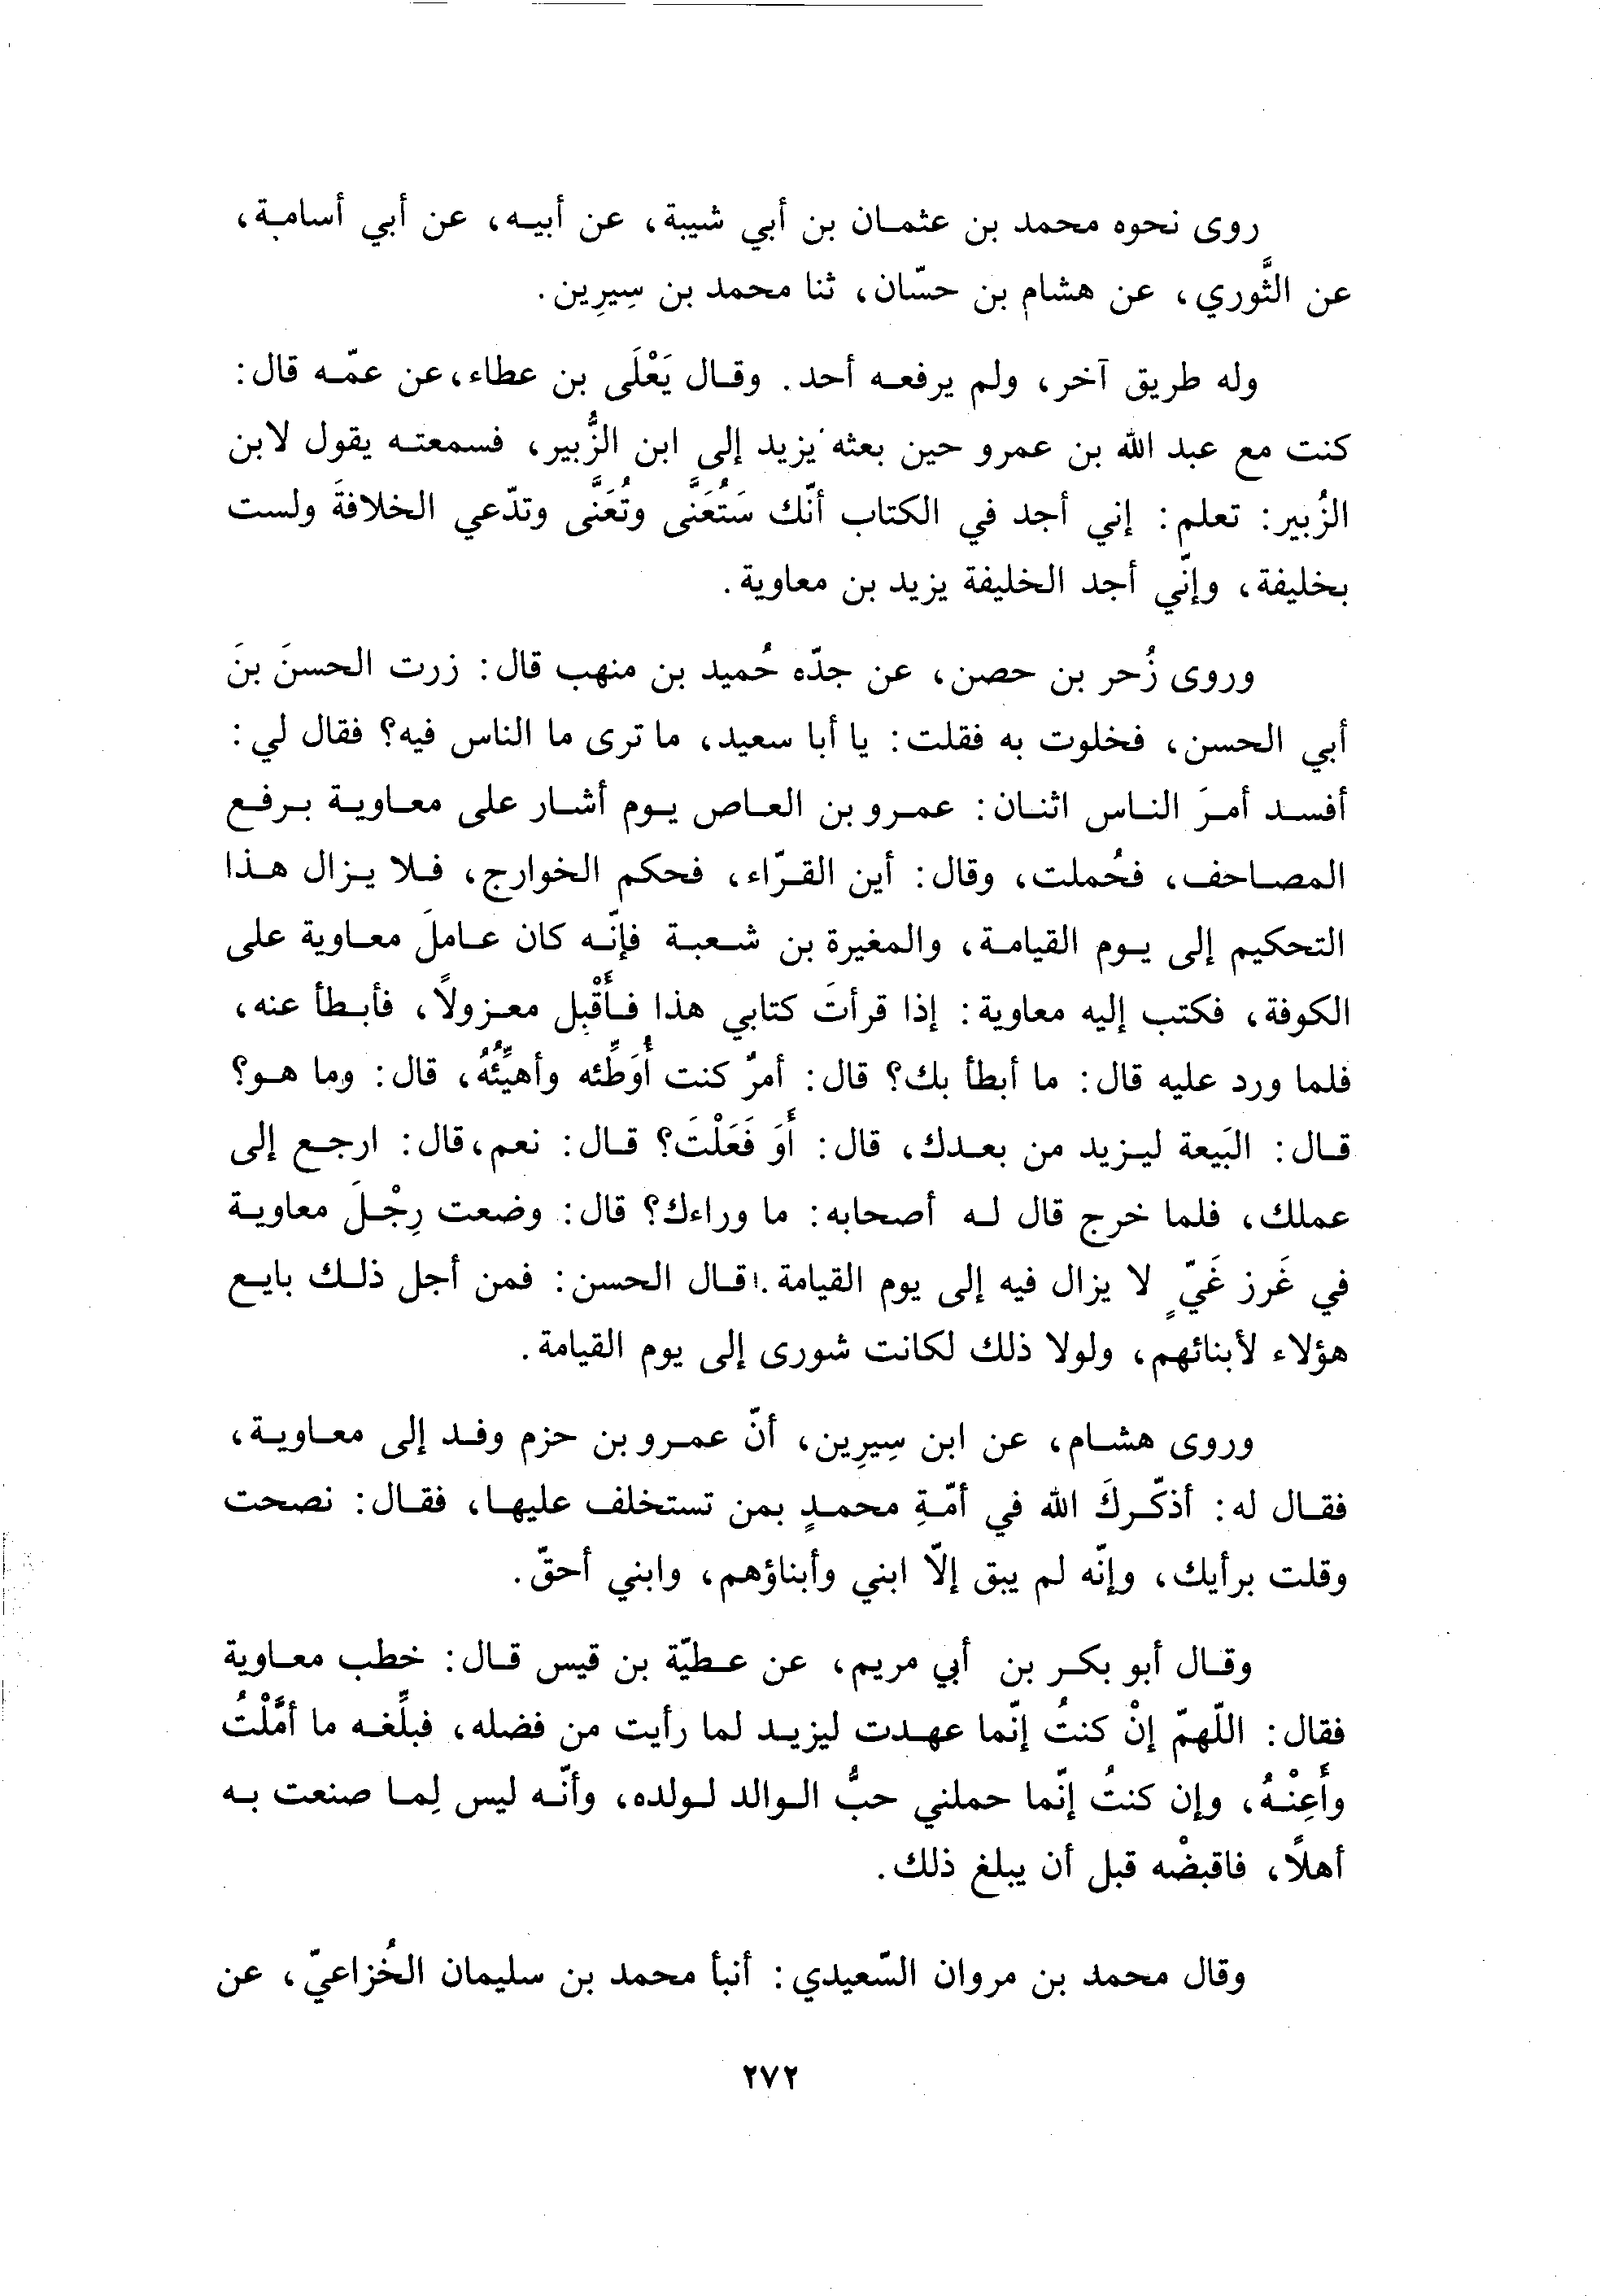 روى نحوه محمد بن عثمان بن أبي شيبة، عن أبيه، عن أبي أسامة،
عن الثَّوري، عن هشام بن حسّان، ثنا محمد بن سِيرِين.
وله طريق آخر، ولم يرفعه أحد. وقال يَعْلَى بن عطاء، عن عمّه قال:
كنت مع عبد الله بن عمرو حين بعثه يزيد إلى ابن الزُّبير، فسمعته يقول لابن
الزُبير: تعلم: إني أجد في الكتاب أنّك سَتُعَنَّى وتُعَنَّى وتدّعي الخلافةَ ولست
بخليفة، وإنّي أجد الخليفة يزيد بن معاوية.
وروى زُحر بن حصن، عن جدّه حُميد بن منهب قال: زرت الحسنَ بنَ
أبي الحسن، فخلوت به فقلت: يا أبا سعيد، ما ترى ما الناس فيه؟ فقال لي:
أفسد أمرَ الناس اثنان: عمرو بن العاص يوم أشار على معاوية برفع
المصاحف، فحُملت، وقال: أين القرّاء، فحكم الخوارج، فلا يزال هذا
التحكيم إلى يوم القيامة، والمغيرة بن شعبة فإنّه كان عاملَ معاوية على
الكوفة، فكتب إليه معاوية: إذا قرأتَ كتابي هذا فأَقْبِل معزولاً، فأبطأ عنه،
فلما ورد عليه قال: ما أبطأ بك؟ قال: أمرٌ كنت أُوَطِّئه وأهيِّئُهُ، قال: وما هو؟
قال: البَيعة ليزيد من بعدك، قال: أَوَ فَعَلْتَ؟ قال: نعم، قال: ارجع إلى
عملك، فلما خرج قال له أصحابه: ما وراءك؟ قال: وضعت رِجْلَ معاوية
في غَرز غَيٍّ لا يزال فيه إلى يوم القيامة. قال الحسن: فمن أجل ذلك بايع
هؤلاء لأبنائهم، ولولا ذلك لكانت شورى إلى يوم القيامة.
وروى هشام، عن ابن سِيرِين، أنّ عمرو بن حزم وفد إلى معاوية،
فقال له: أذكّركَ الله في أمّةِ محمدٍ بمن تستخلف عليها، فقال: نصحت
وقلت برأيك، وإنّه لم يبق إلّا ابني وأبناؤهم، وابني أحقّ.
وقال أبو بكر بن أبي مريم، عن عطيّة بن قيس قال: خطب معاوية
فقال: اللّهمّ إنْ كنتُ إنّما عهدت ليزيد لما رأيت من فضله، فبلِّغه ما أمَّلْتُ
وأَعِنْهُ، وإن كنتُ إنّما حملني حبُّ الوالد لولده، وأنّه ليس لِما صنعت به
أهلاً، فاقبضْه قبل أن يبلغ ذلك.
وقال محمد بن مروان السّعيدي: أنبأ محمد بن سليمان الخُزاعيّ، عن
٢٧٢